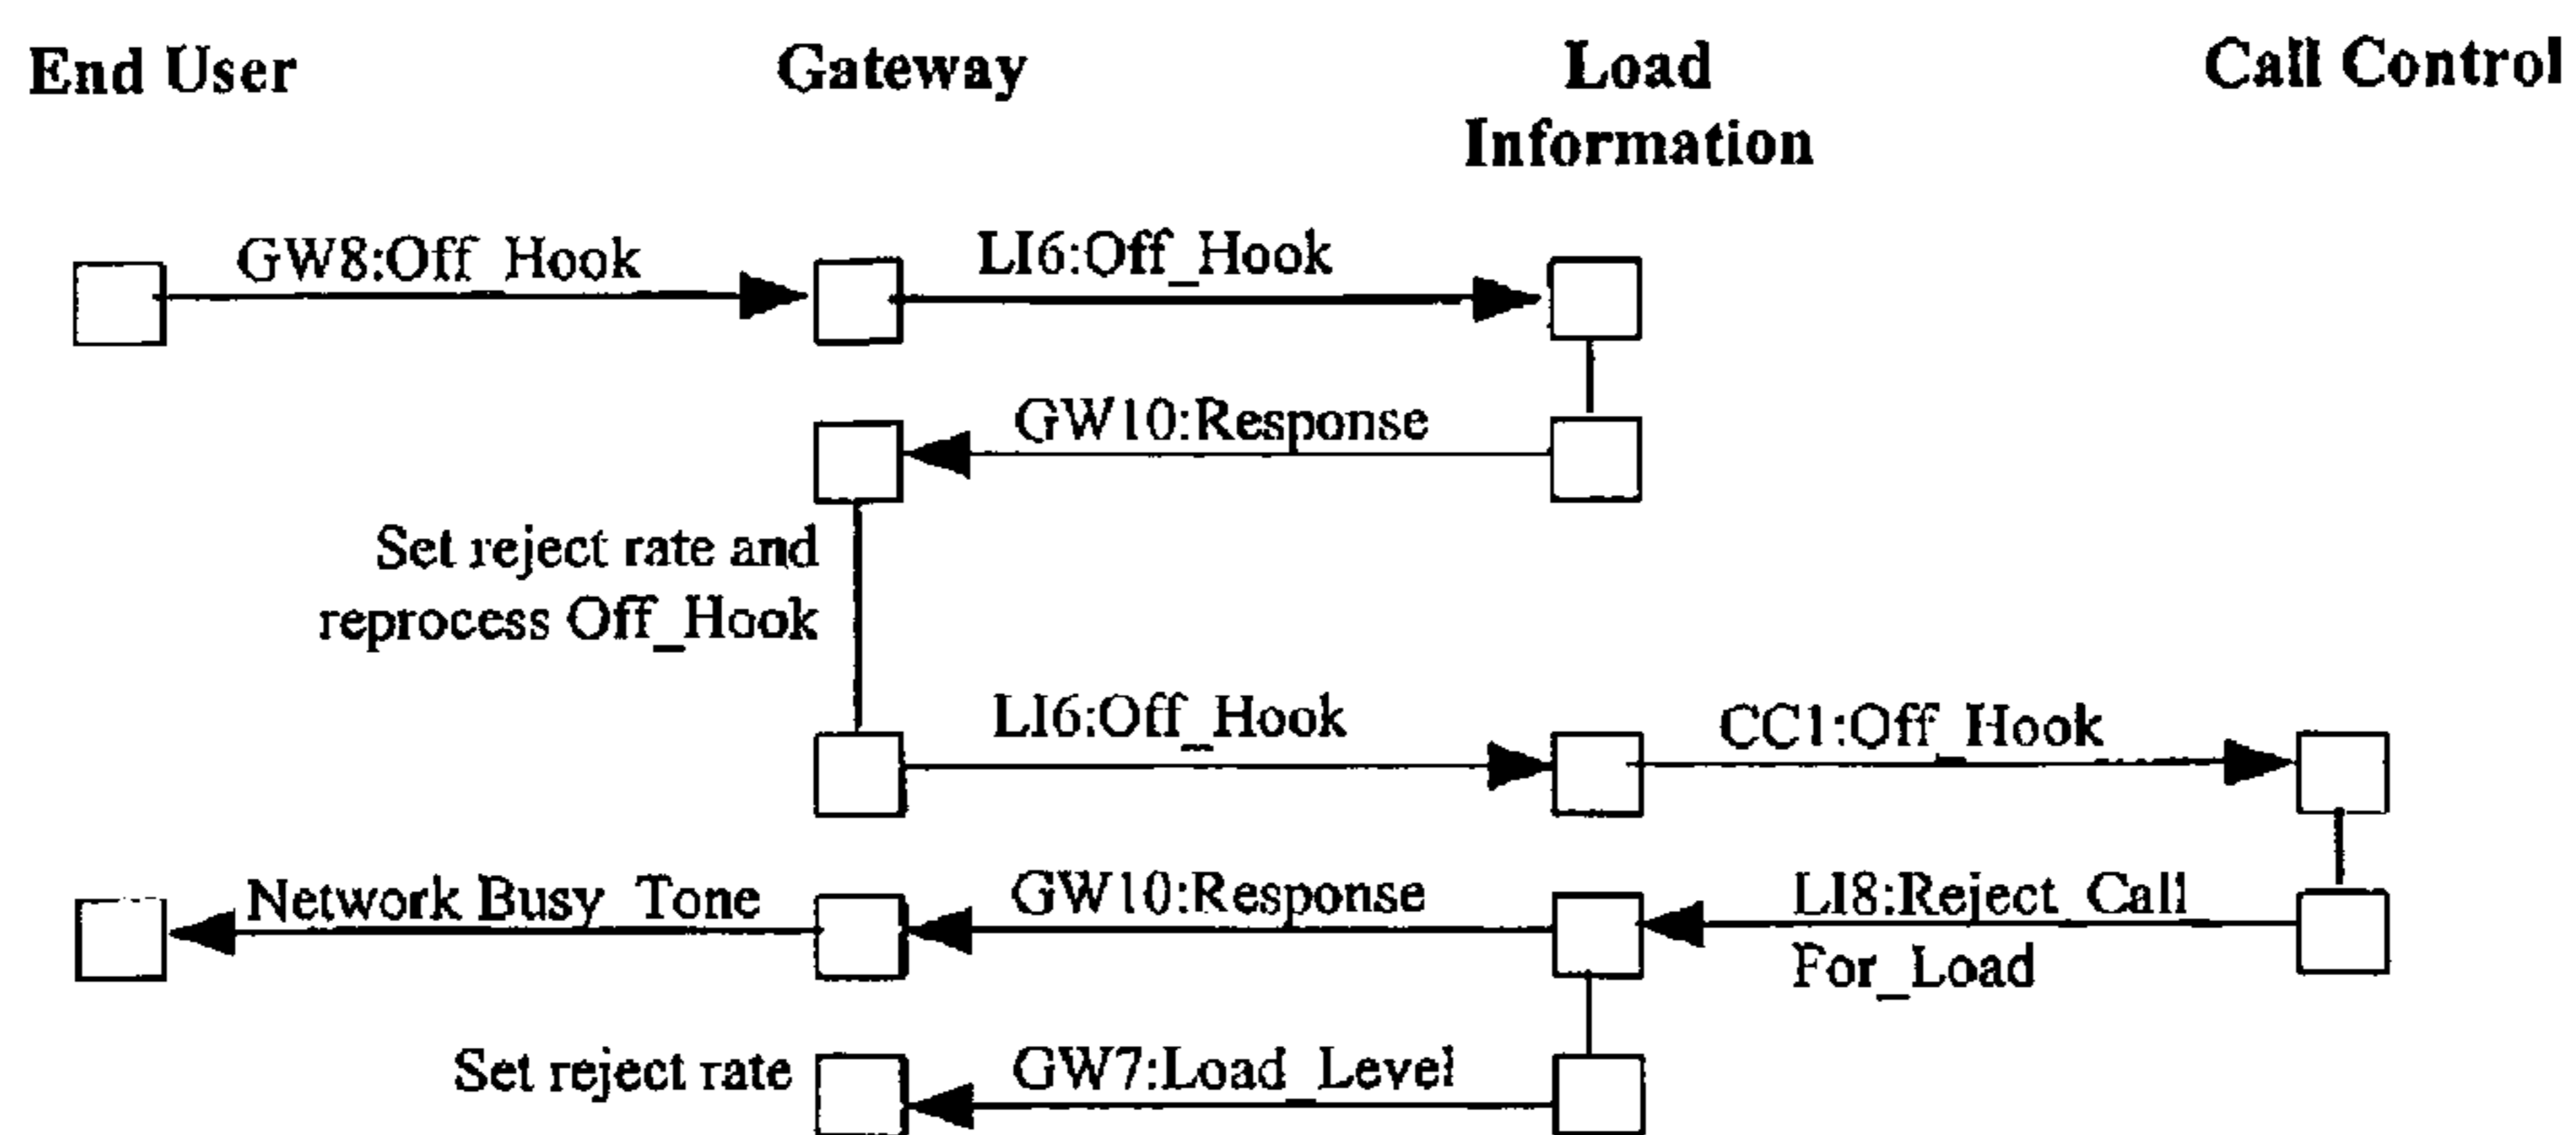 End User
Gateway
Load
Information
Call Control
GW8:Off_Hook
LI6:Off_Hook
GW10:Response
Set reject rate and
reprocess Off_Hook
LI6:Off_Hook
CC1:Off_Hook
Network Busy_Tone
GW10:Response
LI8:Reject_Call
For_Load
Set reject rate
GW7:Load_Level